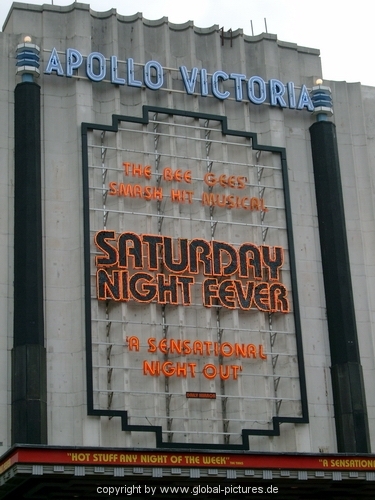 APOLLO VICTORIA
THE BEE GEES'
SMASH HIT MUSICAL
SATURDAY
NIGHT FEVER
'A SENSATIONAL
NIGHT OUT'
"HOT STUFF ANY NIGHT OF THE WEEK"
"A SENSATIONA
copyright by www.global-pictures.de